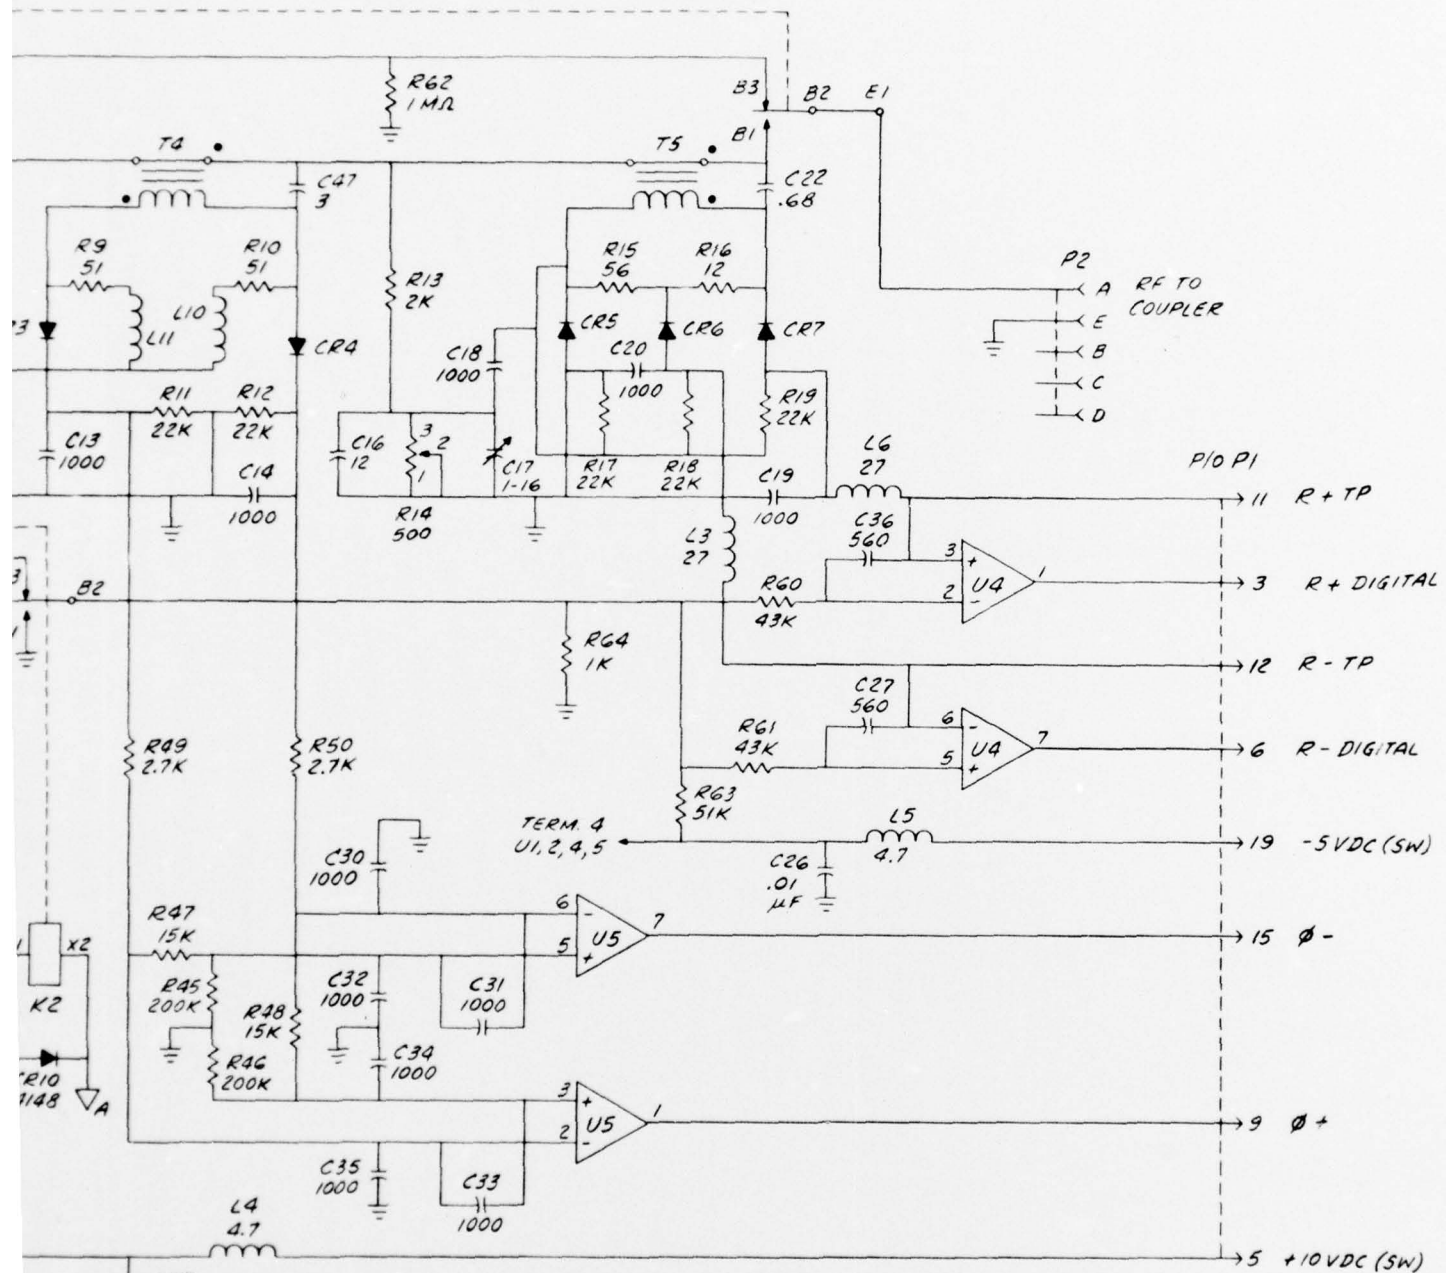 R62
1MΩ
B3
B2
E1
B1
T4
T5
C47
3
C22
.68
R9
51
R10
51
R13
2K
R15
56
R16
12
P2
A
RF TO
COUPLER
E
B
C
D
L11
L10
CR4
C18
1000
CR5
C20
1000
CR6
CR7
R11
22K
R12
22K
C13
1000
C14
1000
C16
12
3
2
1
R14
500
C17
1-16
R17
22K
R18
22K
R19
22K
C19
1000
L6
27
P/O P1
11 R+TP
L3
27
C36
560
R60
43K
3
+
2
-
U4
1
3 R+ DIGITAL
3
B2
R64
1K
12 R-TP
C27
560
R61
43K
6
-
5
+
U4
7
6 R-DIGITAL
R49
2.7K
R50
2.7K
R63
51K
TERM. 4
U1,2,4,5
L5
4.7
19 -5VDC(SW)
C26
.01
µF
C30
1000
R47
15K
6
-
5
+
U5
7
15 Ø-
X2
K2
R45
200K
R48
15K
C32
1000
C31
1000
R46
200K
C34
1000
CR10
4148
A
3
+
2
-
U5
1
9 Ø+
C35
1000
C33
1000
L4
4.7
5 +10VDC(SW)